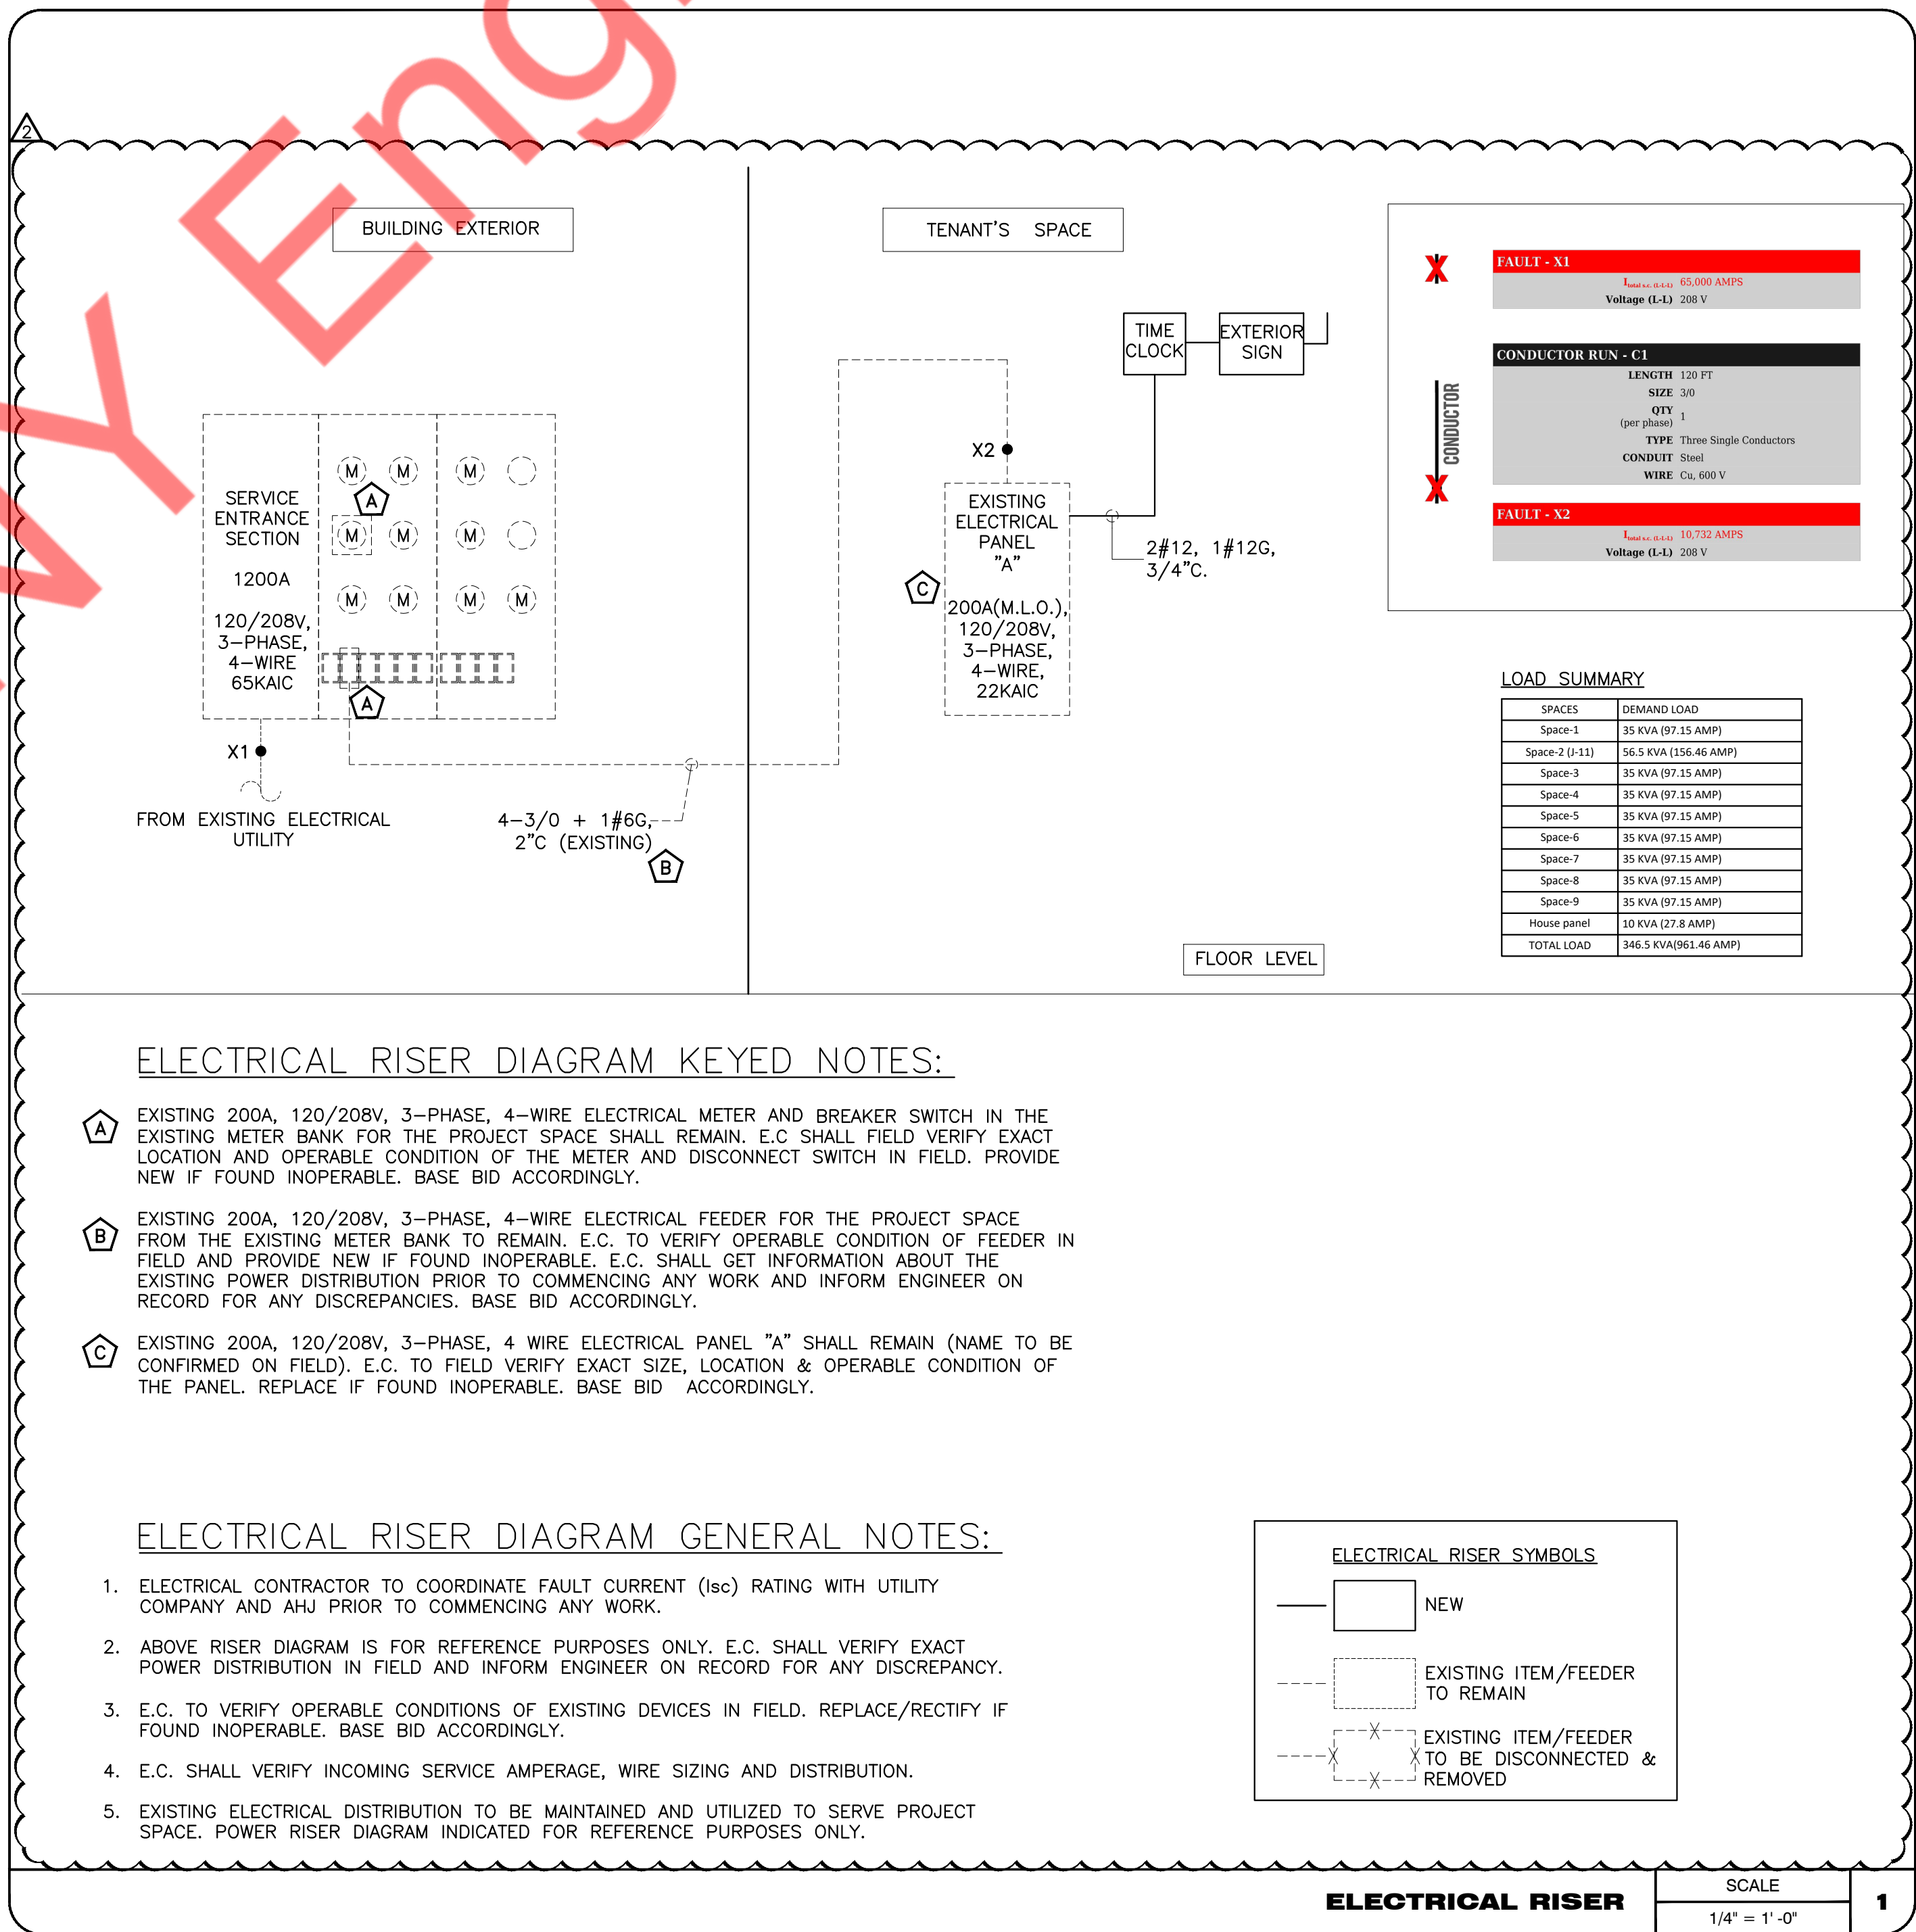 Y Eng
2
BUILDING EXTERIOR
TENANT'S SPACE
SERVICE
ENTRANCE
SECTION
1200A
120/208V,
3-PHASE,
4-WIRE
65KAIC
M M M
A
M M M
M M M M
A
X1
FROM EXISTING ELECTRICAL
UTILITY
4-3/0 + 1#6G,
2"C (EXISTING)
B
X2
EXISTING
ELECTRICAL
PANEL
"A"
C
200A(M.L.O.),
120/208V,
3-PHASE,
4-WIRE,
22KAIC
TIME
CLOCK
EXTERIOR
SIGN
2#12, 1#12G,
3/4"C.
X
FAULT - X1
Itotal s.c. (L-L-L) 65,000 AMPS
Voltage (L-L) 208 V
CONDUCTOR
CONDUCTOR RUN - C1
LENGTH 120 FT
SIZE 3/0
QTY
(per phase) 1
TYPE Three Single Conductors
CONDUIT Steel
WIRE Cu, 600 V
X
FAULT - X2
Itotal s.c. (L-L-L) 10,732 AMPS
Voltage (L-L) 208 V
LOAD SUMMARY
SPACES DEMAND LOAD
Space-1 35 KVA (97.15 AMP)
Space-2 (J-11) 56.5 KVA (156.46 AMP)
Space-3 35 KVA (97.15 AMP)
Space-4 35 KVA (97.15 AMP)
Space-5 35 KVA (97.15 AMP)
Space-6 35 KVA (97.15 AMP)
Space-7 35 KVA (97.15 AMP)
Space-8 35 KVA (97.15 AMP)
Space-9 35 KVA (97.15 AMP)
House panel 10 KVA (27.8 AMP)
TOTAL LOAD 346.5 KVA(961.46 AMP)
FLOOR LEVEL
ELECTRICAL RISER DIAGRAM KEYED NOTES:
A EXISTING 200A, 120/208V, 3-PHASE, 4-WIRE ELECTRICAL METER AND BREAKER SWITCH IN THE
EXISTING METER BANK FOR THE PROJECT SPACE SHALL REMAIN. E.C SHALL FIELD VERIFY EXACT
LOCATION AND OPERABLE CONDITION OF THE METER AND DISCONNECT SWITCH IN FIELD. PROVIDE
NEW IF FOUND INOPERABLE. BASE BID ACCORDINGLY.
B EXISTING 200A, 120/208V, 3-PHASE, 4-WIRE ELECTRICAL FEEDER FOR THE PROJECT SPACE
FROM THE EXISTING METER BANK TO REMAIN. E.C. TO VERIFY OPERABLE CONDITION OF FEEDER IN
FIELD AND PROVIDE NEW IF FOUND INOPERABLE. E.C. SHALL GET INFORMATION ABOUT THE
EXISTING POWER DISTRIBUTION PRIOR TO COMMENCING ANY WORK AND INFORM ENGINEER ON
RECORD FOR ANY DISCREPANCIES. BASE BID ACCORDINGLY.
C EXISTING 200A, 120/208V, 3-PHASE, 4 WIRE ELECTRICAL PANEL "A" SHALL REMAIN (NAME TO BE
CONFIRMED ON FIELD). E.C. TO FIELD VERIFY EXACT SIZE, LOCATION & OPERABLE CONDITION OF
THE PANEL. REPLACE IF FOUND INOPERABLE. BASE BID ACCORDINGLY.
ELECTRICAL RISER DIAGRAM GENERAL NOTES:
1. ELECTRICAL CONTRACTOR TO COORDINATE FAULT CURRENT (Isc) RATING WITH UTILITY
COMPANY AND AHJ PRIOR TO COMMENCING ANY WORK.
2. ABOVE RISER DIAGRAM IS FOR REFERENCE PURPOSES ONLY. E.C. SHALL VERIFY EXACT
POWER DISTRIBUTION IN FIELD AND INFORM ENGINEER ON RECORD FOR ANY DISCREPANCY.
3. E.C. TO VERIFY OPERABLE CONDITIONS OF EXISTING DEVICES IN FIELD. REPLACE/RECTIFY IF
FOUND INOPERABLE. BASE BID ACCORDINGLY.
4. E.C. SHALL VERIFY INCOMING SERVICE AMPERAGE, WIRE SIZING AND DISTRIBUTION.
5. EXISTING ELECTRICAL DISTRIBUTION TO BE MAINTAINED AND UTILIZED TO SERVE PROJECT
SPACE. POWER RISER DIAGRAM INDICATED FOR REFERENCE PURPOSES ONLY.
ELECTRICAL RISER SYMBOLS
NEW
EXISTING ITEM/FEEDER
TO REMAIN
EXISTING ITEM/FEEDER
TO BE DISCONNECTED &
REMOVED
ELECTRICAL RISER
SCALE
1/4" = 1' -0"
1